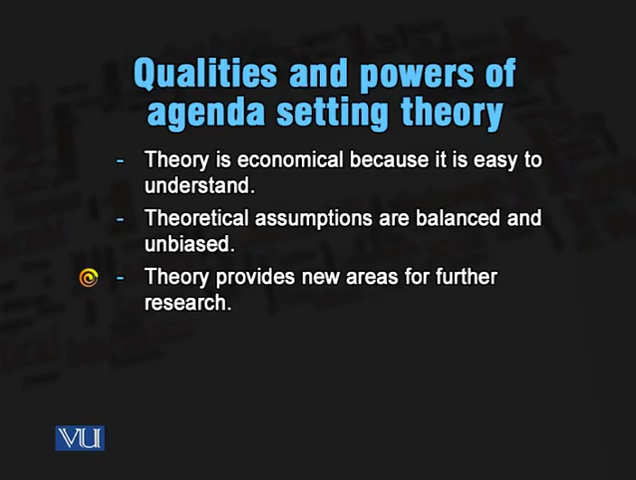 Qualities and powers of
agenda setting theory
- Theory is economical because it is easy to
understand.
- Theoretical assumptions are balanced and
unbiased.
- Theory provides new areas for further
research.
VU